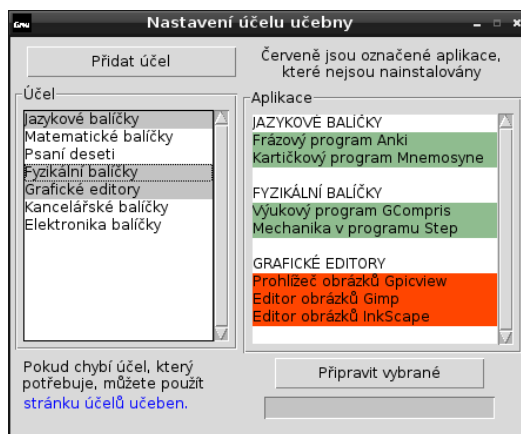 Gmu
Nastavení účelu učebny
Přidat účel
Červeně jsou označené aplikace,
které nejsou nainstalovány
Účel
Jazykové balíčky
Matematické balíčky
Psaní deseti
Fyzikální balíčky
Grafické editory
Kancelářské balíčky
Elektronika balíčky
Aplikace
JAZYKOVÉ BALÍČKY
Frázový program Anki
Kartičkový program Mnemosyne
FYZIKÁLNÍ BALÍČKY
Výukový program GCompris
Mechanika v programu Step
GRAFICKÉ EDITORY
Prohlížeč obrázků Gpicview
Editor obrázků Gimp
Editor obrázků InkScape
Pokud chybí účel, který
potřebuje, můžete použít
stránku účelů učeben.
Připravit vybrané